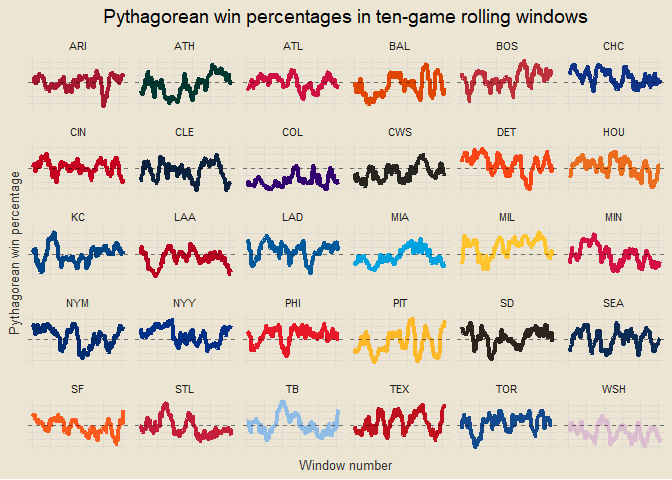 Pythagorean win percentages in ten-game rolling windows
ARI ATH ATL BAL BOS CHC
CIN CLE COL CWS DET HOU
KC LAA LAD MIA MIL MIN
NYM NYY PHI PIT SD SEA
SF STL TB TEX TOR WSH
Pythagorean win percentage
Window number